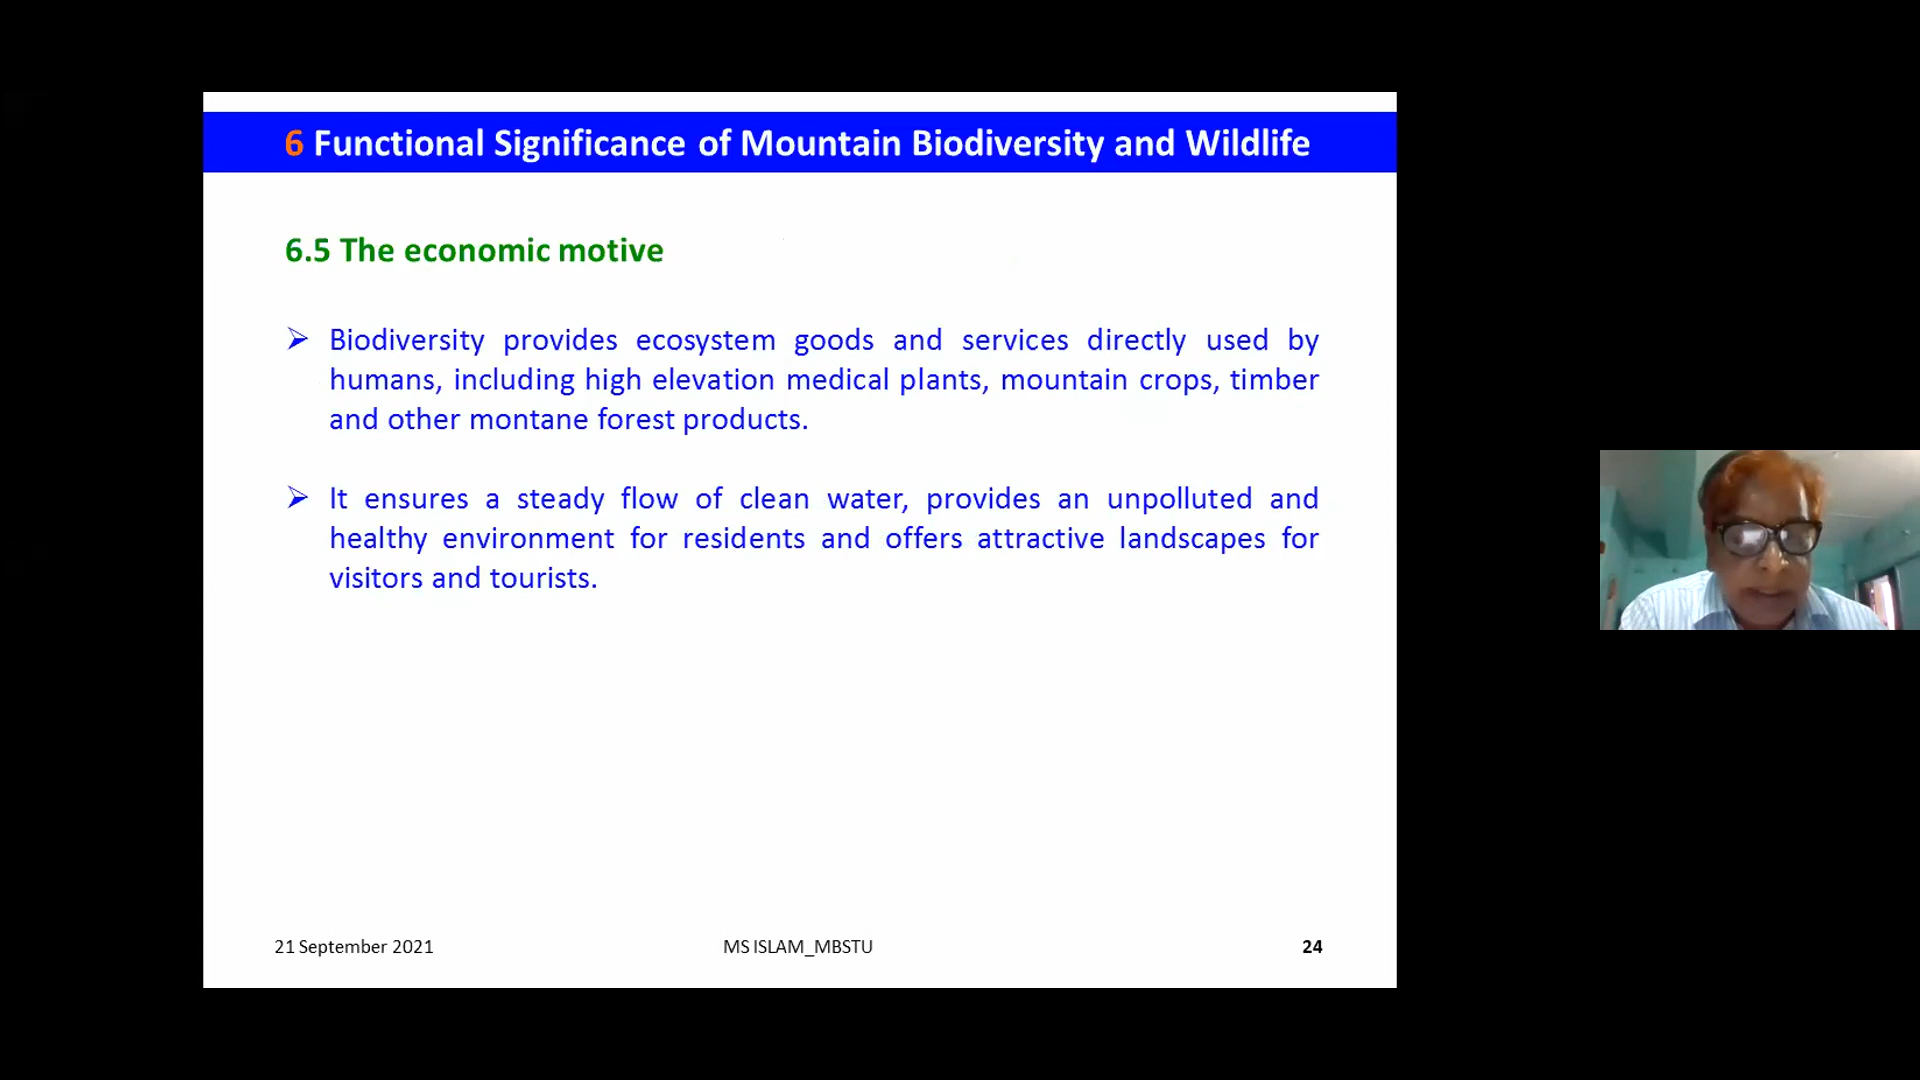 6 Functional Significance of Mountain Biodiversity and Wildlife
6.5 The economic motive
➢ Biodiversity provides ecosystem goods and services directly used by
humans, including high elevation medical plants, mountain crops, timber
and other montane forest products.
➢ It ensures a steady flow of clean water, provides an unpolluted and
healthy environment for residents and offers attractive landscapes for
visitors and tourists.
21 September 2021
MS ISLAM_MBSTU
24